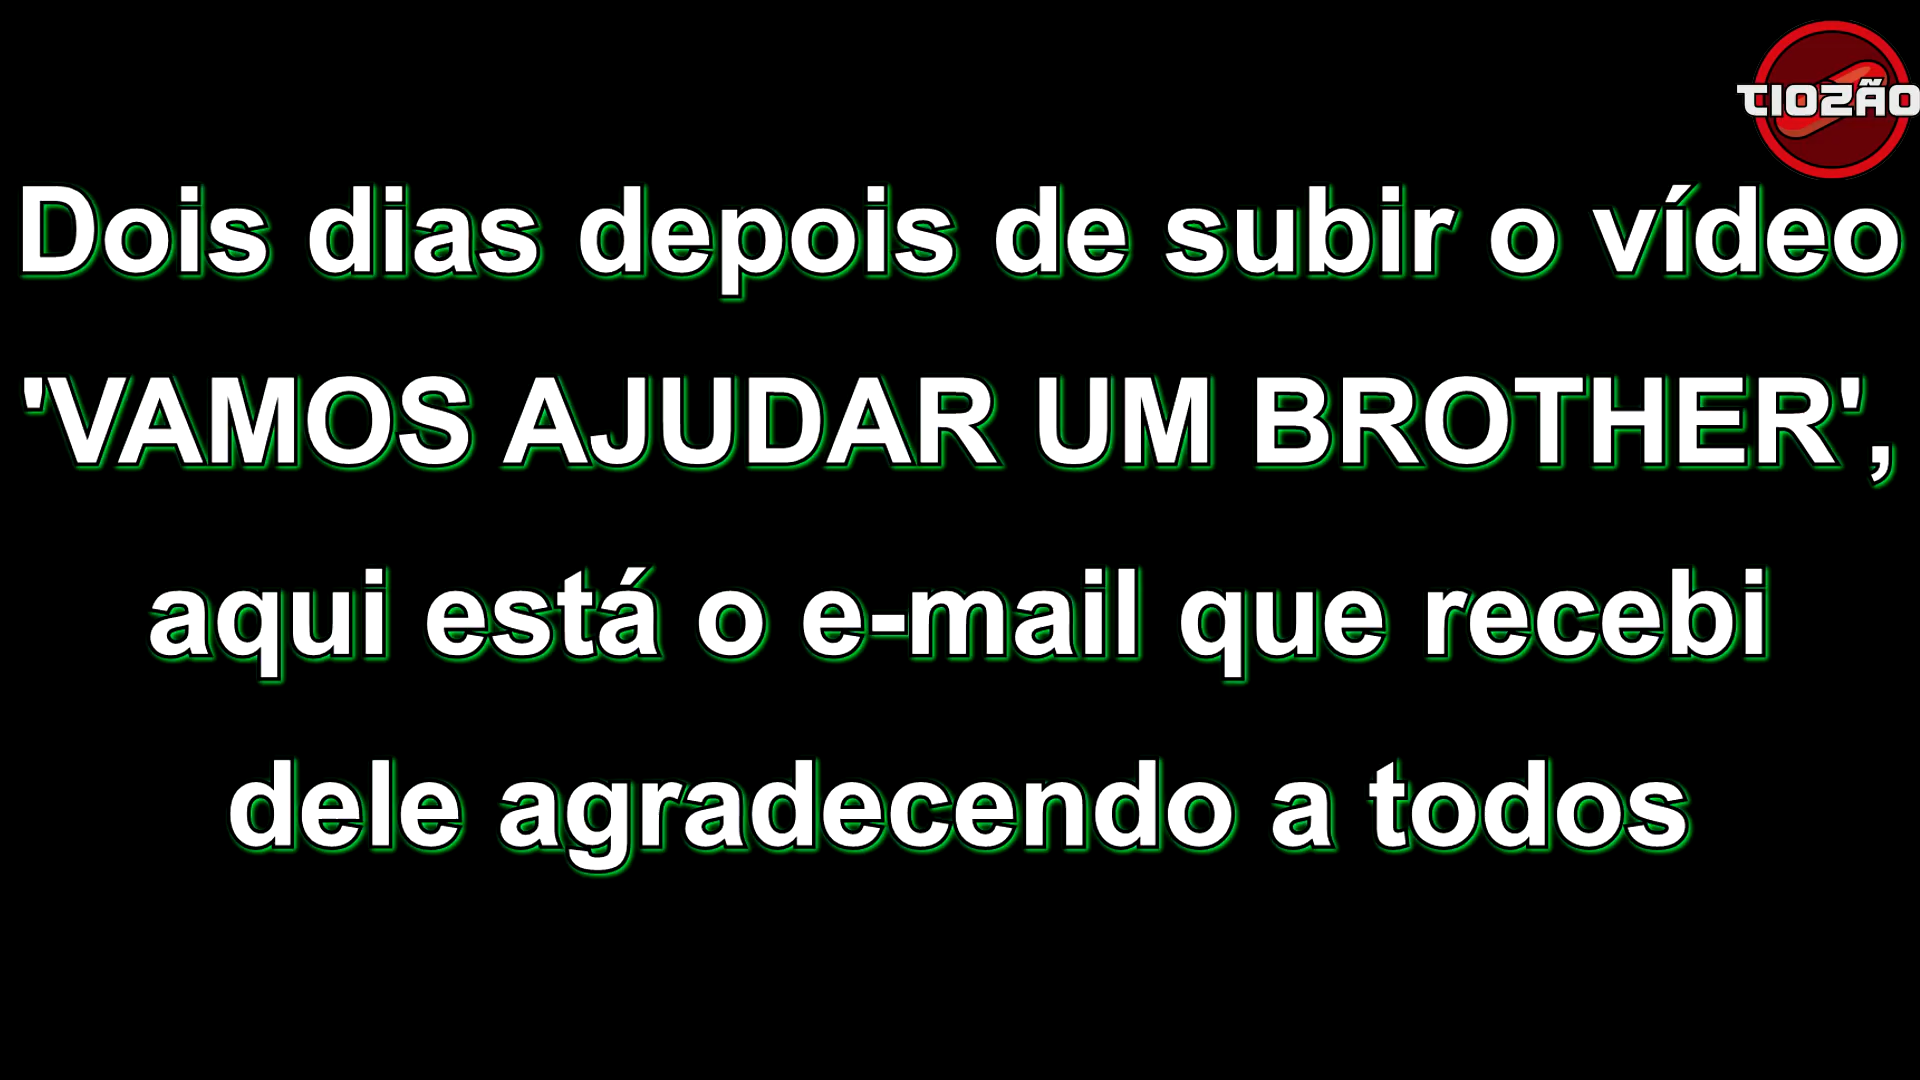 TIOZÃO
Dois dias depois de subir o vídeo
'VAMOS AJUDAR UM BROTHER',
aqui está o e-mail que recebi
dele agradecendo a todos